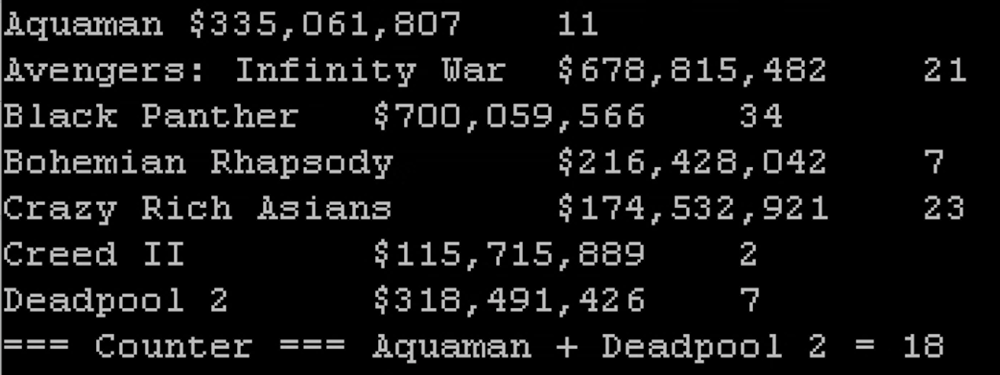 Aquaman $335,061,807 11
Avengers: Infinity War $678,815,482 21
Black Panther $700,059,566 34
Bohemian Rhapsody $216,428,042 7
Crazy Rich Asians $174,532,921 23
Creed II $115,715,889 2
Deadpool 2 $318,491,426 7
=== Counter === Aquaman + Deadpool 2 = 18